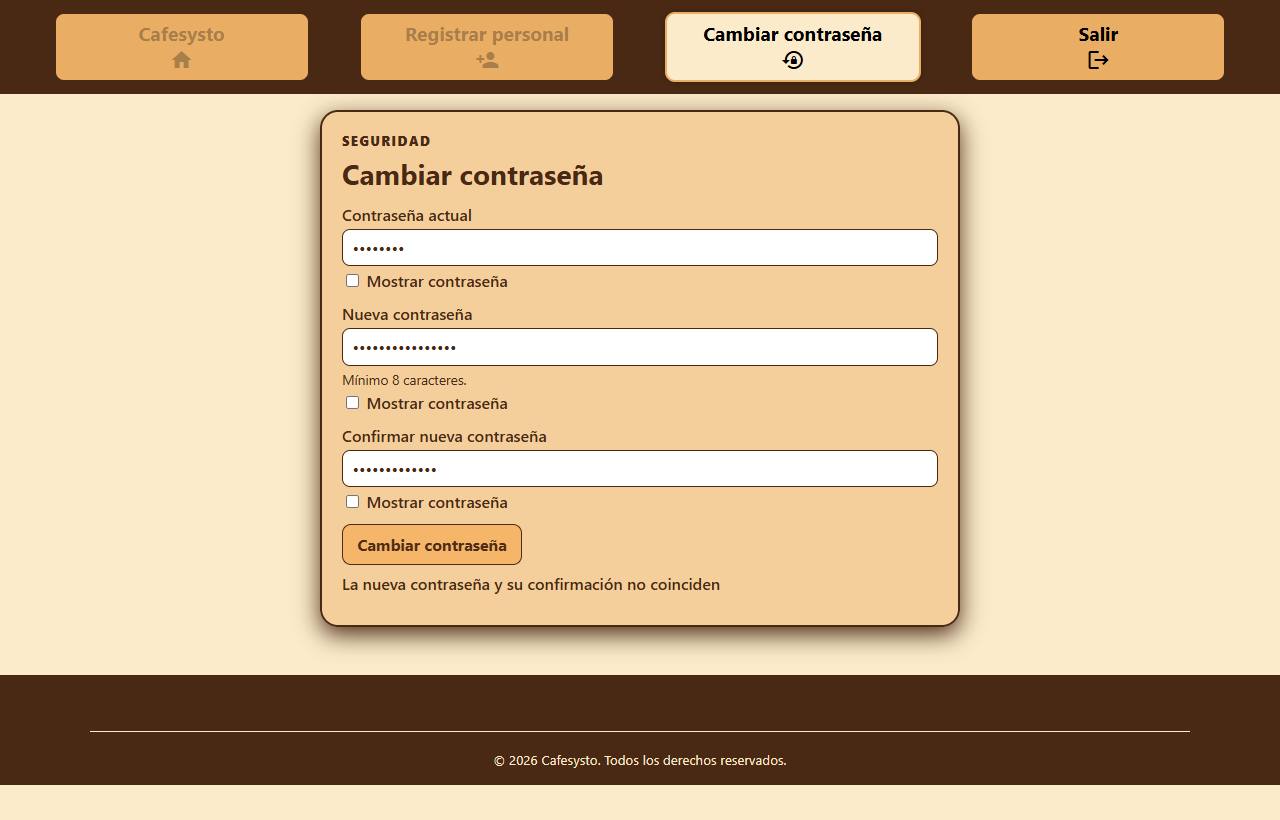 Cafesysto
Registrar personal
Cambiar contraseña
Salir
SEGURIDAD
Cambiar contraseña
Contraseña actual
••••••••
Mostrar contraseña
Nueva contraseña
••••••••••••••••
Mínimo 8 caracteres.
Mostrar contraseña
Confirmar nueva contraseña
•••••••••••••
Mostrar contraseña
Cambiar contraseña
La nueva contraseña y su confirmación no coinciden
© 2026 Cafesysto. Todos los derechos reservados.